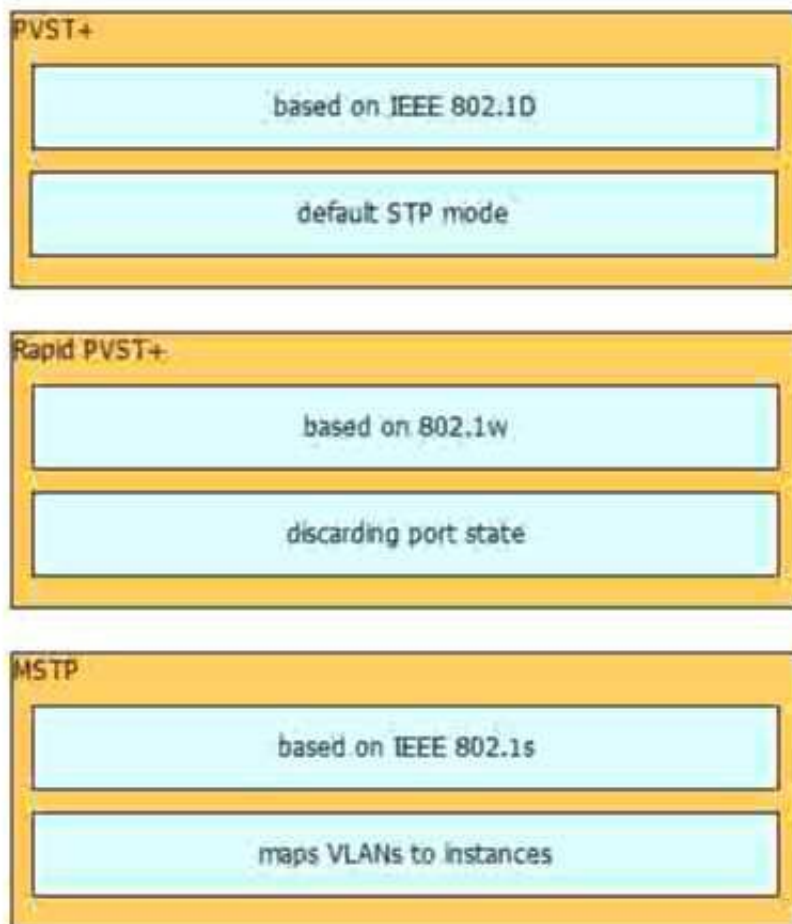 PVST+
based on IEEE 802.1D
default STP mode
Rapid PVST+
based on 802.1w
discarding port state
MSTP
based on IEEE 802.1s
maps VLANs to instances